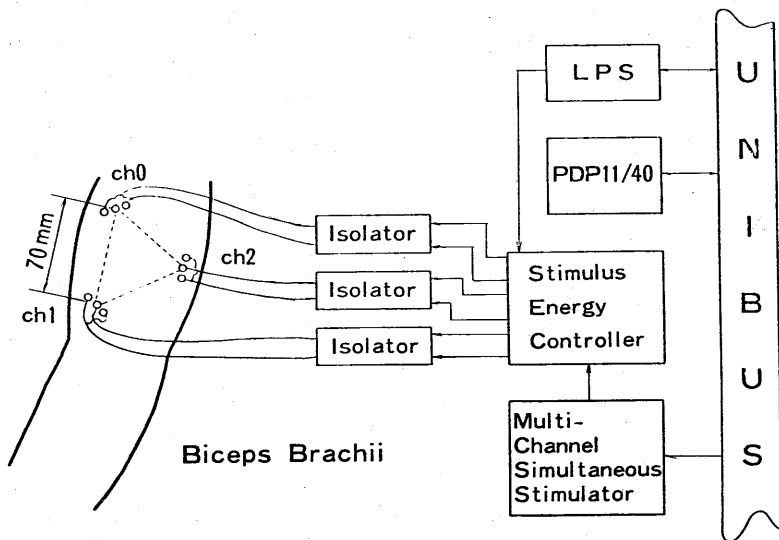 ch0
70mm
ch1
ch2
Biceps Brachii
Isolator
Isolator
Isolator
LPS
PDP11/40
Stimulus
Energy
Controller
Multi-
Channel
Simultaneous
Stimulator
UNIBUS